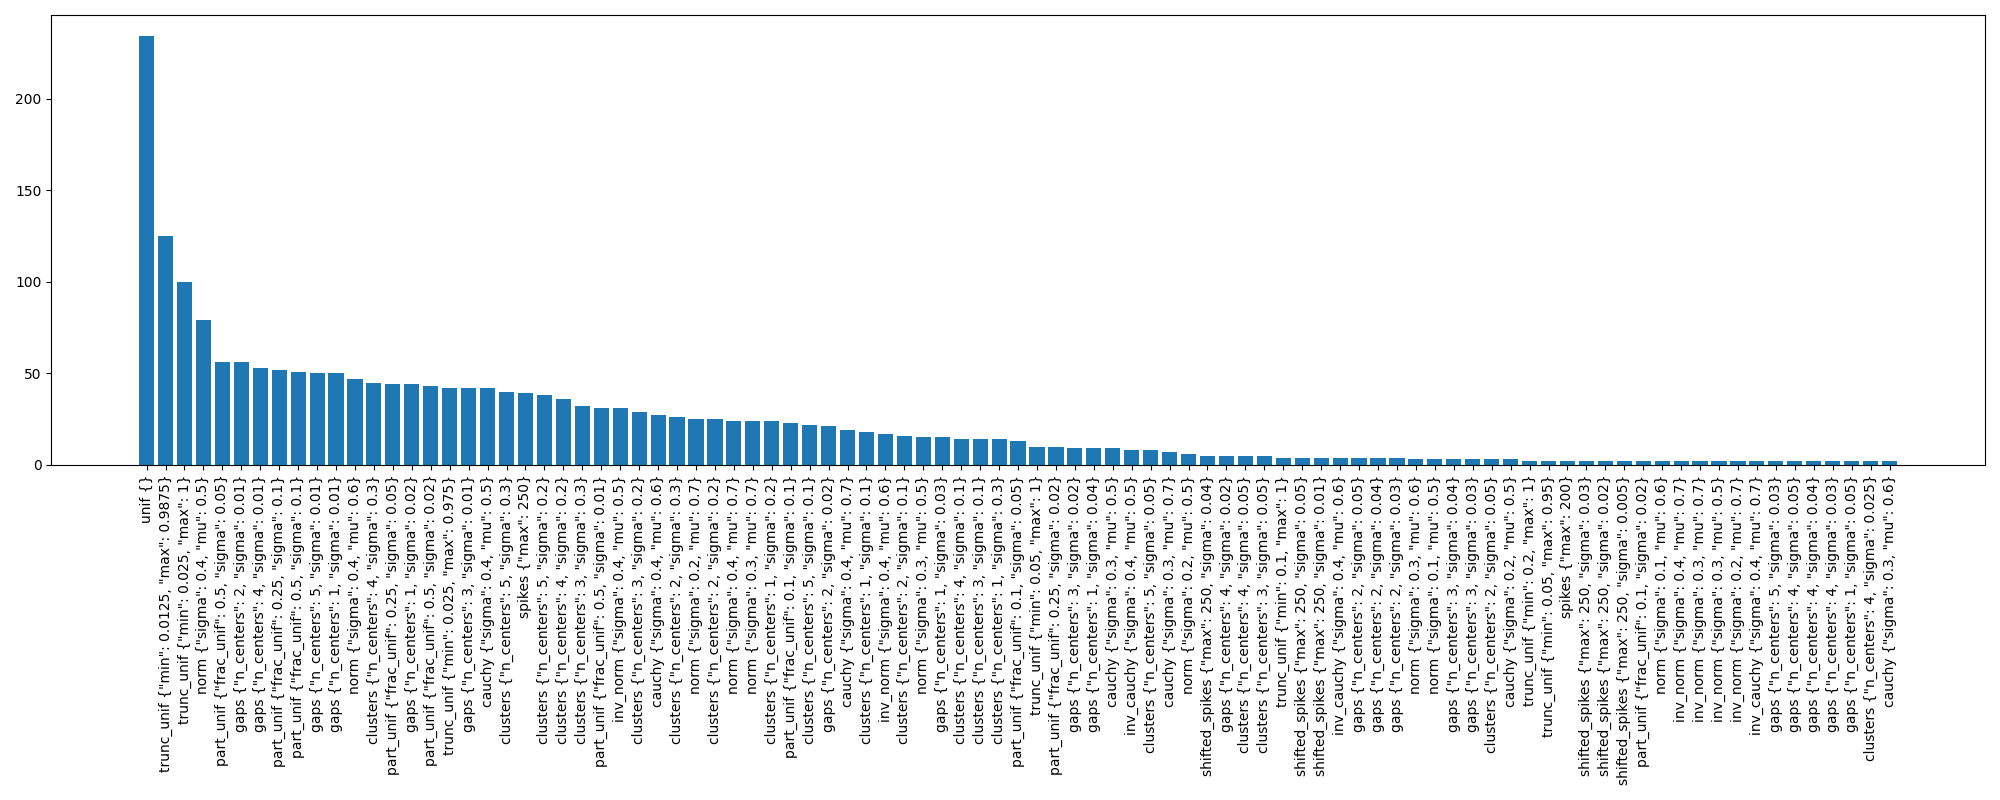 200
150
100
50
0
unif {}
trunc_unif {"min": 0.0125, "max": 0.9875}
trunc_unif {"min": 0.025, "max": 1}
norm {"sigma": 0.4, "mu": 0.5}
part_unif {"frac_unif": 0.5, "sigma": 0.05}
gaps {"n_centers": 2, "sigma": 0.01}
gaps {"n_centers": 4, "sigma": 0.01}
part_unif {"frac_unif": 0.25, "sigma": 0.1}
part_unif {"frac_unif": 0.5, "sigma": 0.1}
gaps {"n_centers": 5, "sigma": 0.01}
gaps {"n_centers": 1, "sigma": 0.01}
norm {"sigma": 0.4, "mu": 0.6}
clusters {"n_centers": 4, "sigma": 0.3}
part_unif {"frac_unif": 0.25, "sigma": 0.05}
gaps {"n_centers": 1, "sigma": 0.02}
part_unif {"frac_unif": 0.5, "sigma": 0.02}
trunc_unif {"min": 0.025, "max": 0.975}
gaps {"n_centers": 3, "sigma": 0.01}
cauchy {"sigma": 0.4, "mu": 0.5}
clusters {"n_centers": 5, "sigma": 0.3}
spikes {"max": 250}
clusters {"n_centers": 5, "sigma": 0.2}
clusters {"n_centers": 4, "sigma": 0.2}
clusters {"n_centers": 3, "sigma": 0.3}
part_unif {"frac_unif": 0.5, "sigma": 0.01}
inv_norm {"sigma": 0.4, "mu": 0.5}
clusters {"n_centers": 3, "sigma": 0.2}
cauchy {"sigma": 0.4, "mu": 0.6}
clusters {"n_centers": 2, "sigma": 0.3}
norm {"sigma": 0.2, "mu": 0.7}
clusters {"n_centers": 2, "sigma": 0.2}
norm {"sigma": 0.4, "mu": 0.7}
norm {"sigma": 0.3, "mu": 0.7}
clusters {"n_centers": 1, "sigma": 0.2}
part_unif {"frac_unif": 0.1, "sigma": 0.1}
clusters {"n_centers": 5, "sigma": 0.1}
gaps {"n_centers": 2, "sigma": 0.02}
cauchy {"sigma": 0.4, "mu": 0.7}
clusters {"n_centers": 1, "sigma": 0.1}
inv_norm {"sigma": 0.4, "mu": 0.6}
clusters {"n_centers": 2, "sigma": 0.1}
norm {"sigma": 0.3, "mu": 0.5}
gaps {"n_centers": 3, "sigma": 0.03}
clusters {"n_centers": 4, "sigma": 0.1}
clusters {"n_centers": 3, "sigma": 0.1}
clusters {"n_centers": 1, "sigma": 0.3}
part_unif {"frac_unif": 0.1, "sigma": 0.05}
trunc_unif {"min": 0.05, "max": 1}
part_unif {"frac_unif": 0.25, "sigma": 0.02}
gaps {"n_centers": 3, "sigma": 0.02}
gaps {"n_centers": 1, "sigma": 0.04}
cauchy {"sigma": 0.3, "mu": 0.5}
inv_cauchy {"sigma": 0.4, "mu": 0.5}
clusters {"n_centers": 5, "sigma": 0.05}
cauchy {"sigma": 0.3, "mu": 0.7}
norm {"sigma": 0.2, "mu": 0.5}
shifted_spikes {"max": 250, "sigma": 0.04}
gaps {"n_centers": 4, "sigma": 0.02}
clusters {"n_centers": 4, "sigma": 0.05}
clusters {"n_centers": 3, "sigma": 0.05}
trunc_unif {"min": 0.1, "max": 1}
shifted_spikes {"max": 250, "sigma": 0.05}
shifted_spikes {"max": 250, "sigma": 0.01}
inv_cauchy {"sigma": 0.4, "mu": 0.6}
gaps {"n_centers": 2, "sigma": 0.05}
gaps {"n_centers": 2, "sigma": 0.04}
gaps {"n_centers": 2, "sigma": 0.03}
norm {"sigma": 0.3, "mu": 0.6}
norm {"sigma": 0.1, "mu": 0.5}
gaps {"n_centers": 3, "sigma": 0.04}
gaps {"n_centers": 3, "sigma": 0.03}
clusters {"n_centers": 2, "sigma": 0.05}
cauchy {"sigma": 0.2, "mu": 0.5}
trunc_unif {"min": 0.2, "max": 1}
trunc_unif {"min": 0.05, "max": 0.95}
spikes {"max": 200}
shifted_spikes {"max": 250, "sigma": 0.03}
shifted_spikes {"max": 250, "sigma": 0.02}
shifted_spikes {"max": 250, "sigma": 0.005}
part_unif {"frac_unif": 0.1, "sigma": 0.02}
norm {"sigma": 0.1, "mu": 0.6}
inv_norm {"sigma": 0.4, "mu": 0.7}
inv_norm {"sigma": 0.3, "mu": 0.7}
inv_norm {"sigma": 0.3, "mu": 0.5}
inv_norm {"sigma": 0.2, "mu": 0.7}
inv_cauchy {"sigma": 0.4, "mu": 0.7}
gaps {"n_centers": 5, "sigma": 0.03}
gaps {"n_centers": 4, "sigma": 0.05}
gaps {"n_centers": 4, "sigma": 0.04}
gaps {"n_centers": 4, "sigma": 0.03}
gaps {"n_centers": 1, "sigma": 0.05}
clusters {"n_centers": 4, "sigma": 0.025}
cauchy {"sigma": 0.3, "mu": 0.6}